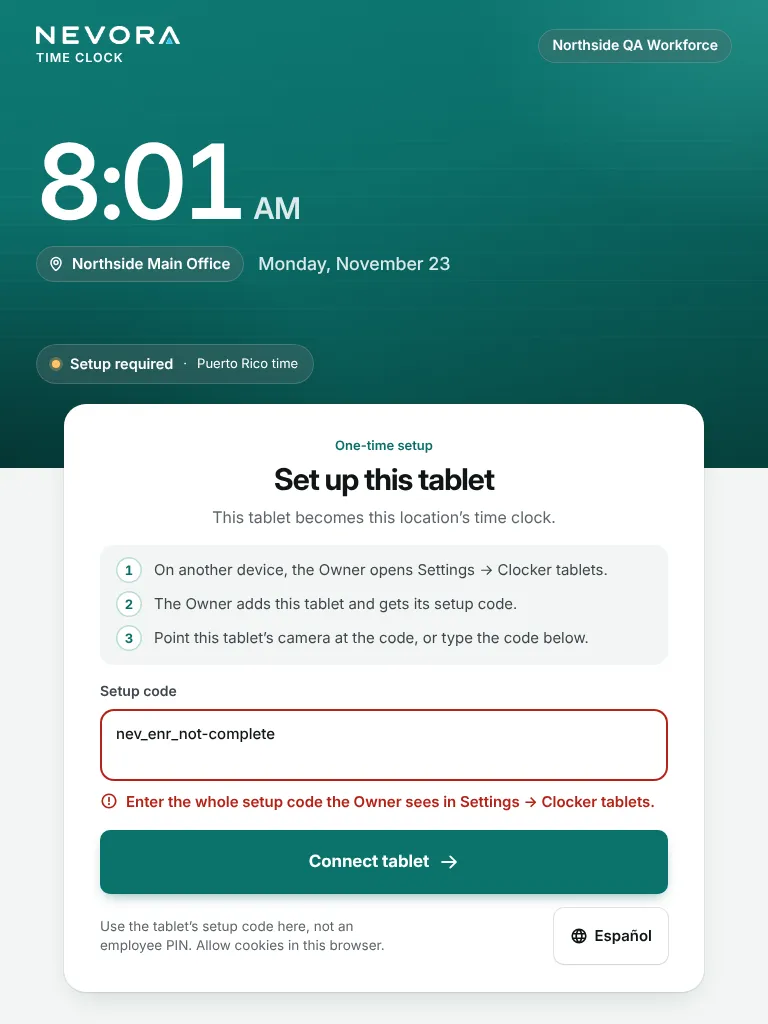 NEVORA
TIME CLOCK
Northside QA Workforce
8:01 AM
Northside Main Office
Monday, November 23
Setup required · Puerto Rico time
One-time setup
Set up this tablet
This tablet becomes this location’s time clock.
1 On another device, the Owner opens Settings → Clocker tablets.
2 The Owner adds this tablet and gets its setup code.
3 Point this tablet’s camera at the code, or type the code below.
Setup code
nev_enr_not-complete
Enter the whole setup code the Owner sees in Settings → Clocker tablets.
Connect tablet →
Use the tablet’s setup code here, not an
employee PIN. Allow cookies in this browser.
Español